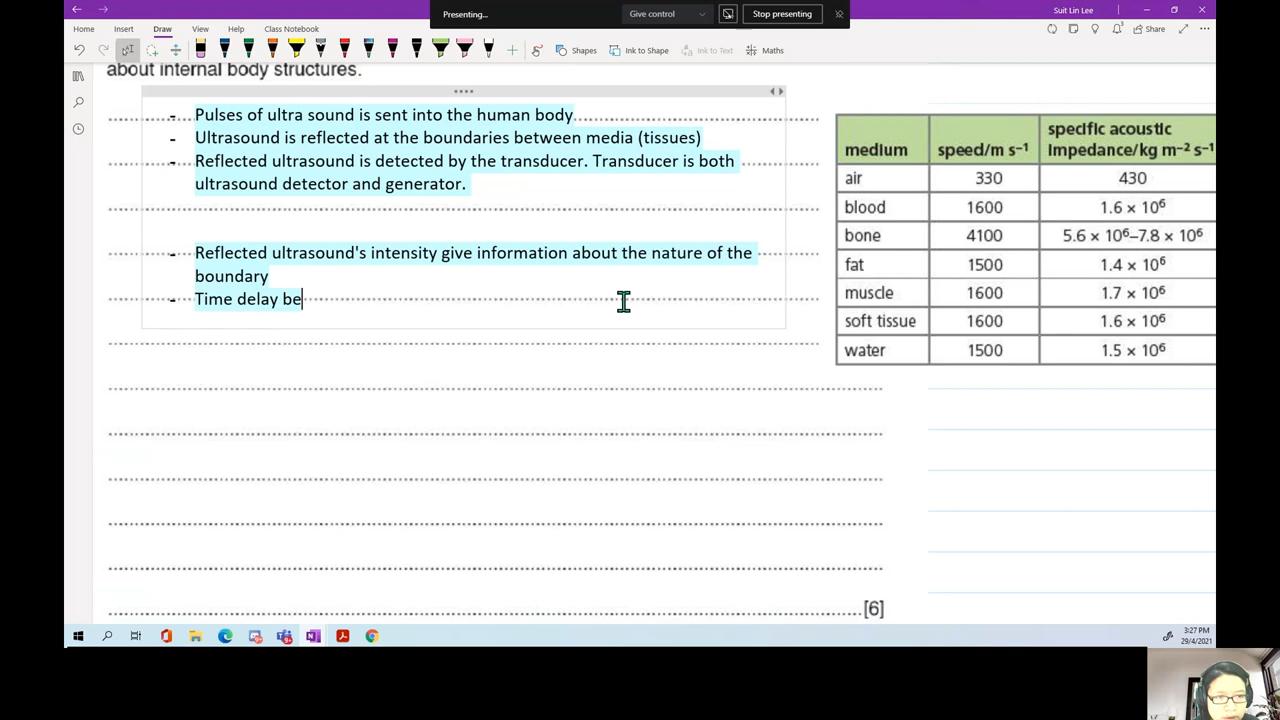 Presenting...
Give control
Stop presenting
Suit Lin Lee
Home Insert Draw View Help Class Notebook
Shapes Ink to Shape Ink to Text Maths
Share
about internal body structures.
- Pulses of ultra sound is sent into the human body
- Ultrasound is reflected at the boundaries between media (tissues)
- Reflected ultrasound is detected by the transducer. Transducer is both
ultrasound detector and generator.
- Reflected ultrasound's intensity give information about the nature of the
boundary
- Time delay be
medium speed/m s⁻¹ specific acoustic
impedance/kg m⁻² s⁻¹
air 330 430
blood 1600 1.6 × 10⁶
bone 4100 5.6 × 10⁶–7.8 × 10⁶
fat 1500 1.4 × 10⁶
muscle 1600 1.7 × 10⁶
soft tissue 1600 1.6 × 10⁶
water 1500 1.5 × 10⁶
[6]
3:27 PM
29/4/2021